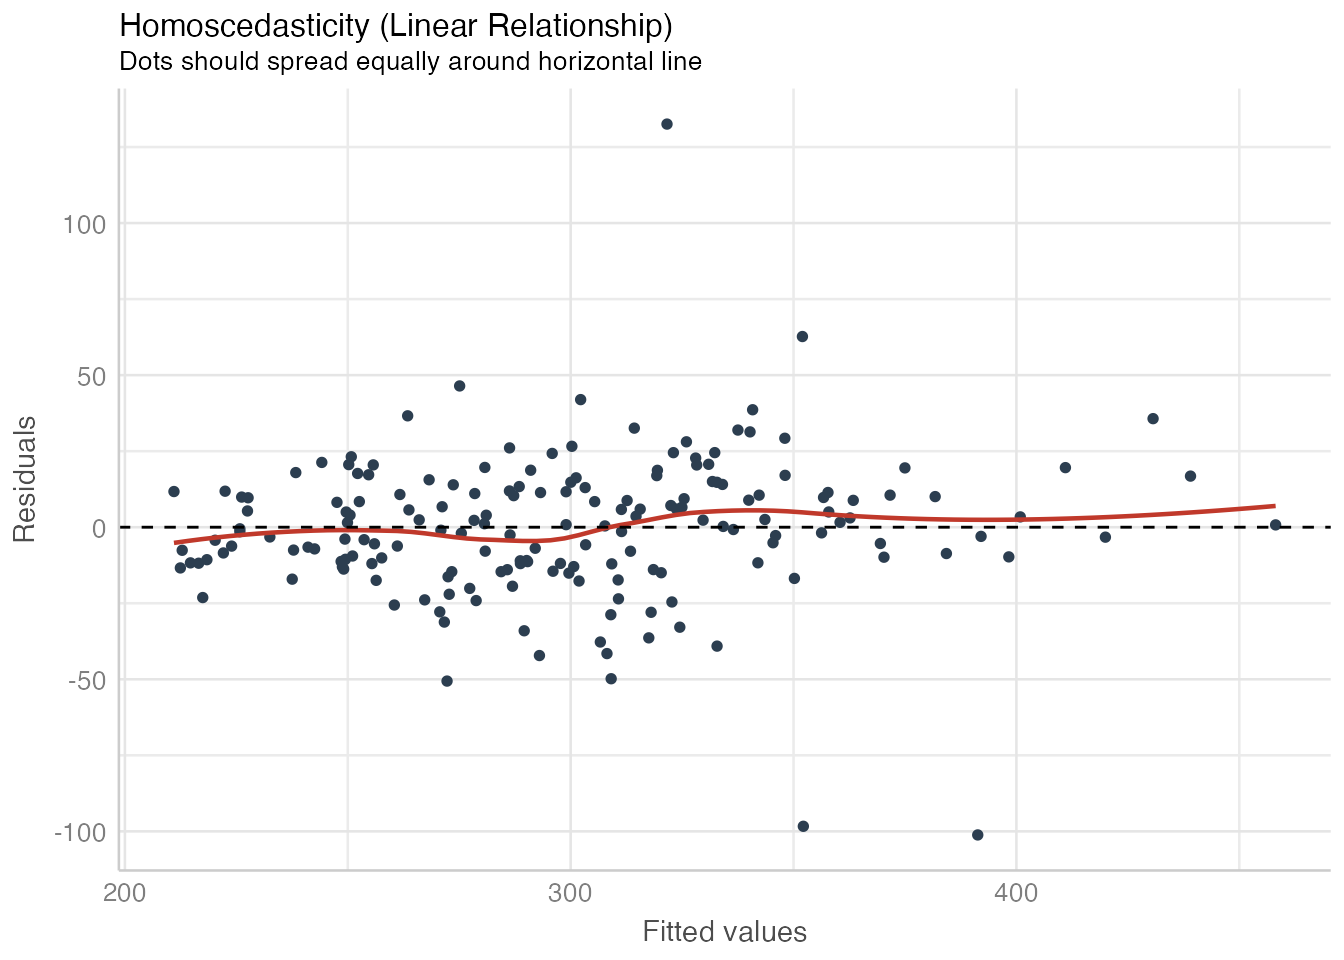 Homoscedasticity (Linear Relationship)
Dots should spread equally around horizontal line
Residuals
100
50
0
-50
-100
200
300
400
Fitted values